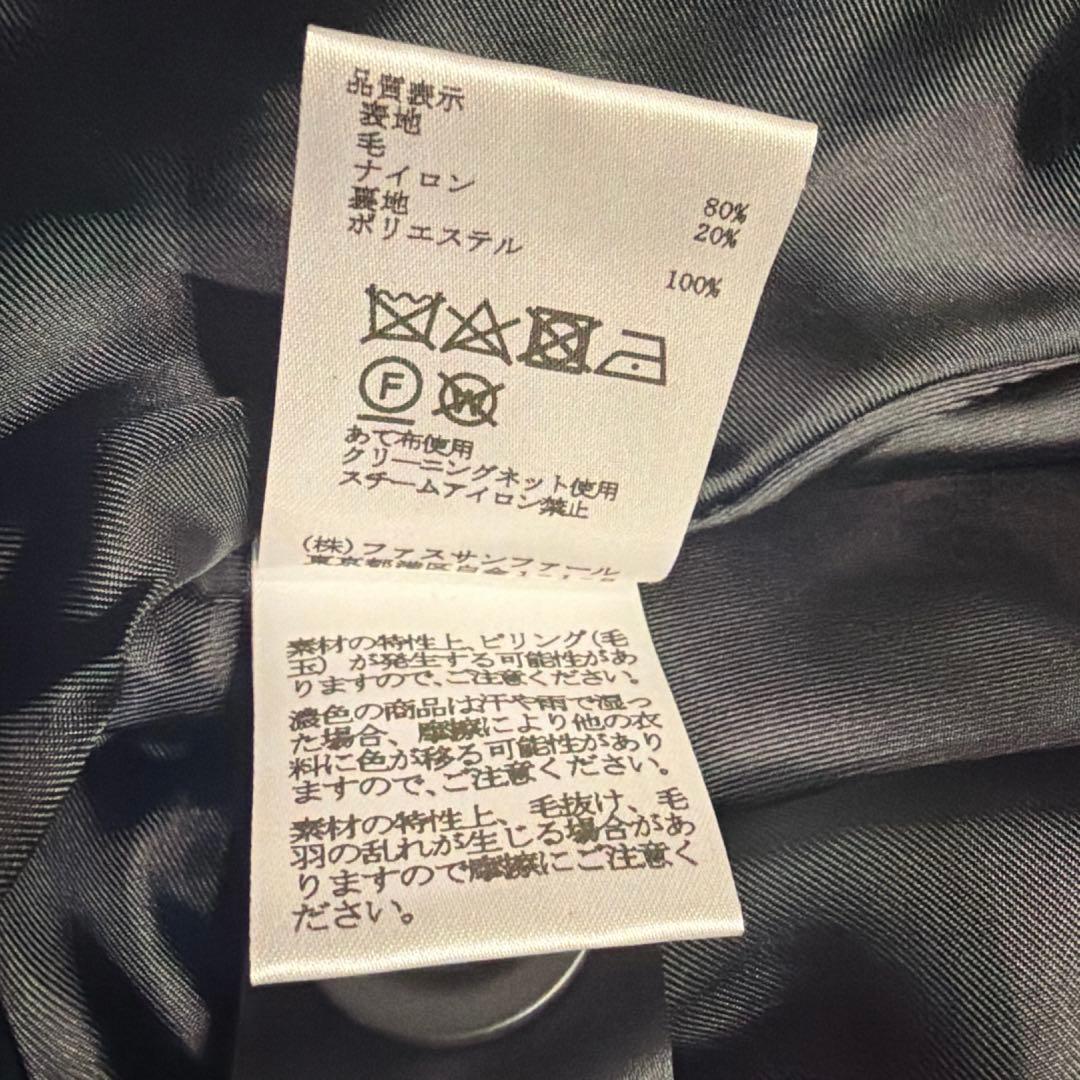 品質表示
表地
毛 80%
ナイロン 20%
裏地
ポリエステル 100%
F
W
あて布使用
クリーニングネット使用
スチームアイロン禁止
(株)ファスサンファール
東京都港区白金
素材の特性上、ピリング(毛
玉)が発生する可能性があ
りますので、ご注意ください。
濃色の商品は汗や雨で湿っ
た場合、摩擦により他の衣
料に色が移る可能性があり
ますので、ご注意ください。
素材の特性上、毛抜け、毛
羽の乱れが生じる場合があ
りますので摩擦にご注意く
ださい。